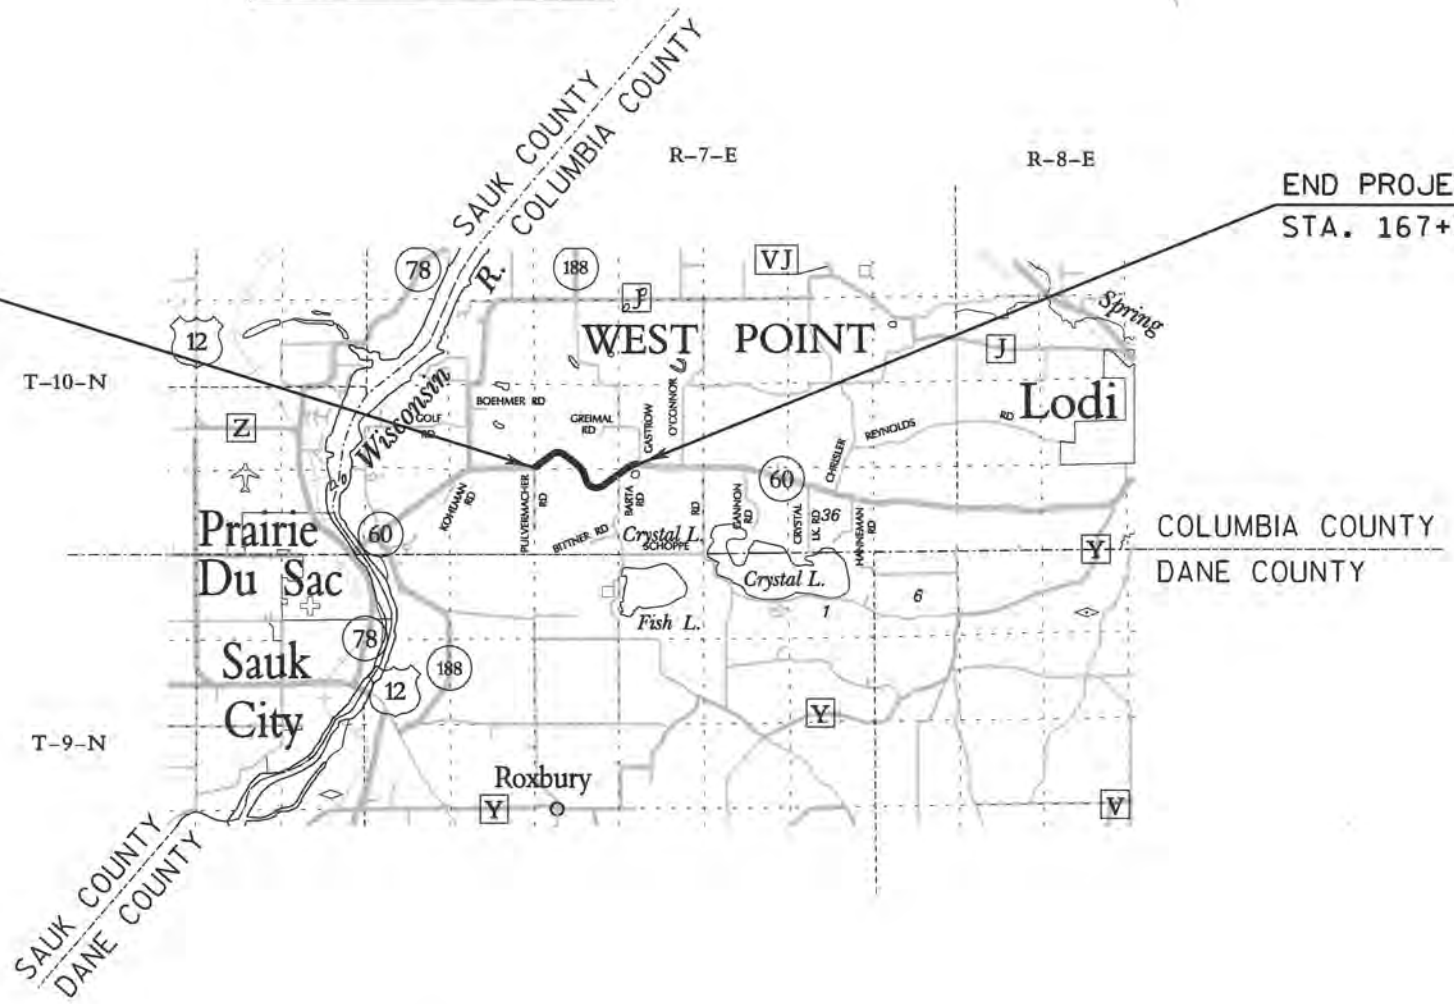 SAUK COUNTY
COLUMBIA COUNTY
R-7-E
R-8-E
END PROJE
STA. 167+
78
188
VJ
J
R.
Spring
12
WEST POINT
J
T-10-N
Wisconsin
BOEHMER RD
GOLF
RD
GREIMAL
RD
GASTROW
O'CONNOR
RD
Lodi
REYNOLDS
CHRISLER
Z
60
KOHLMAN
RD
PULVERMACHER
RD
BITTNER RD
BARTA
RD
RD
GANNON
RD
CRYSTAL
LK. RD
36
HANNEMAN
RD
Prairie
Du Sac
60
Crystal L.
SCHOPPE
Y
COLUMBIA COUNTY
DANE COUNTY
Crystal L.
Fish L.
1
6
78
Sauk
City
188
12
Y
T-9-N
Roxbury
Y
V
SAUK COUNTY
DANE COUNTY